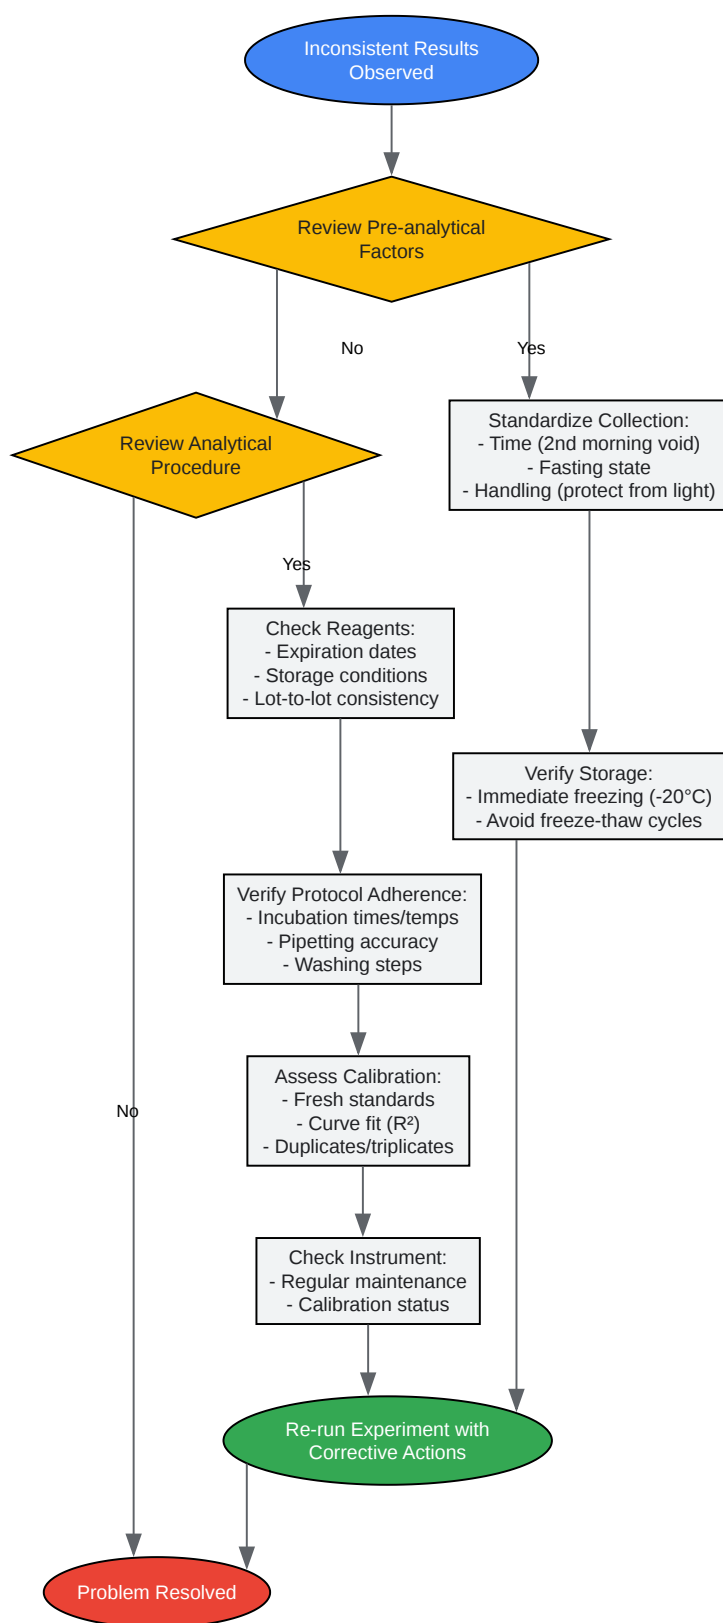 Inconsistent Results
Observed
Review Pre-analytical
Factors
No
Yes
Review Analytical
Procedure
Standardize Collection:
- Time (2nd morning void)
- Fasting state
- Handling (protect from light)
Yes
Check Reagents:
- Expiration dates
- Storage conditions
- Lot-to-lot consistency
Verify Storage:
- Immediate freezing (-20°C)
- Avoid freeze-thaw cycles
Verify Protocol Adherence:
- Incubation times/temps
- Pipetting accuracy
- Washing steps
No
Assess Calibration:
- Fresh standards
- Curve fit (R²)
- Duplicates/triplicates
Check Instrument:
- Regular maintenance
- Calibration status
Re-run Experiment with
Corrective Actions
Problem Resolved